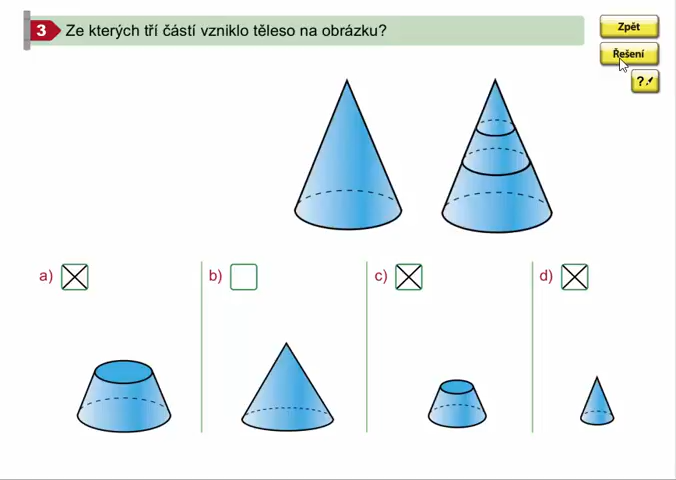 3 Ze kterých tří částí vzniklo těleso na obrázku?
Zpět
Řešení
?
a)
b)
c)
d)